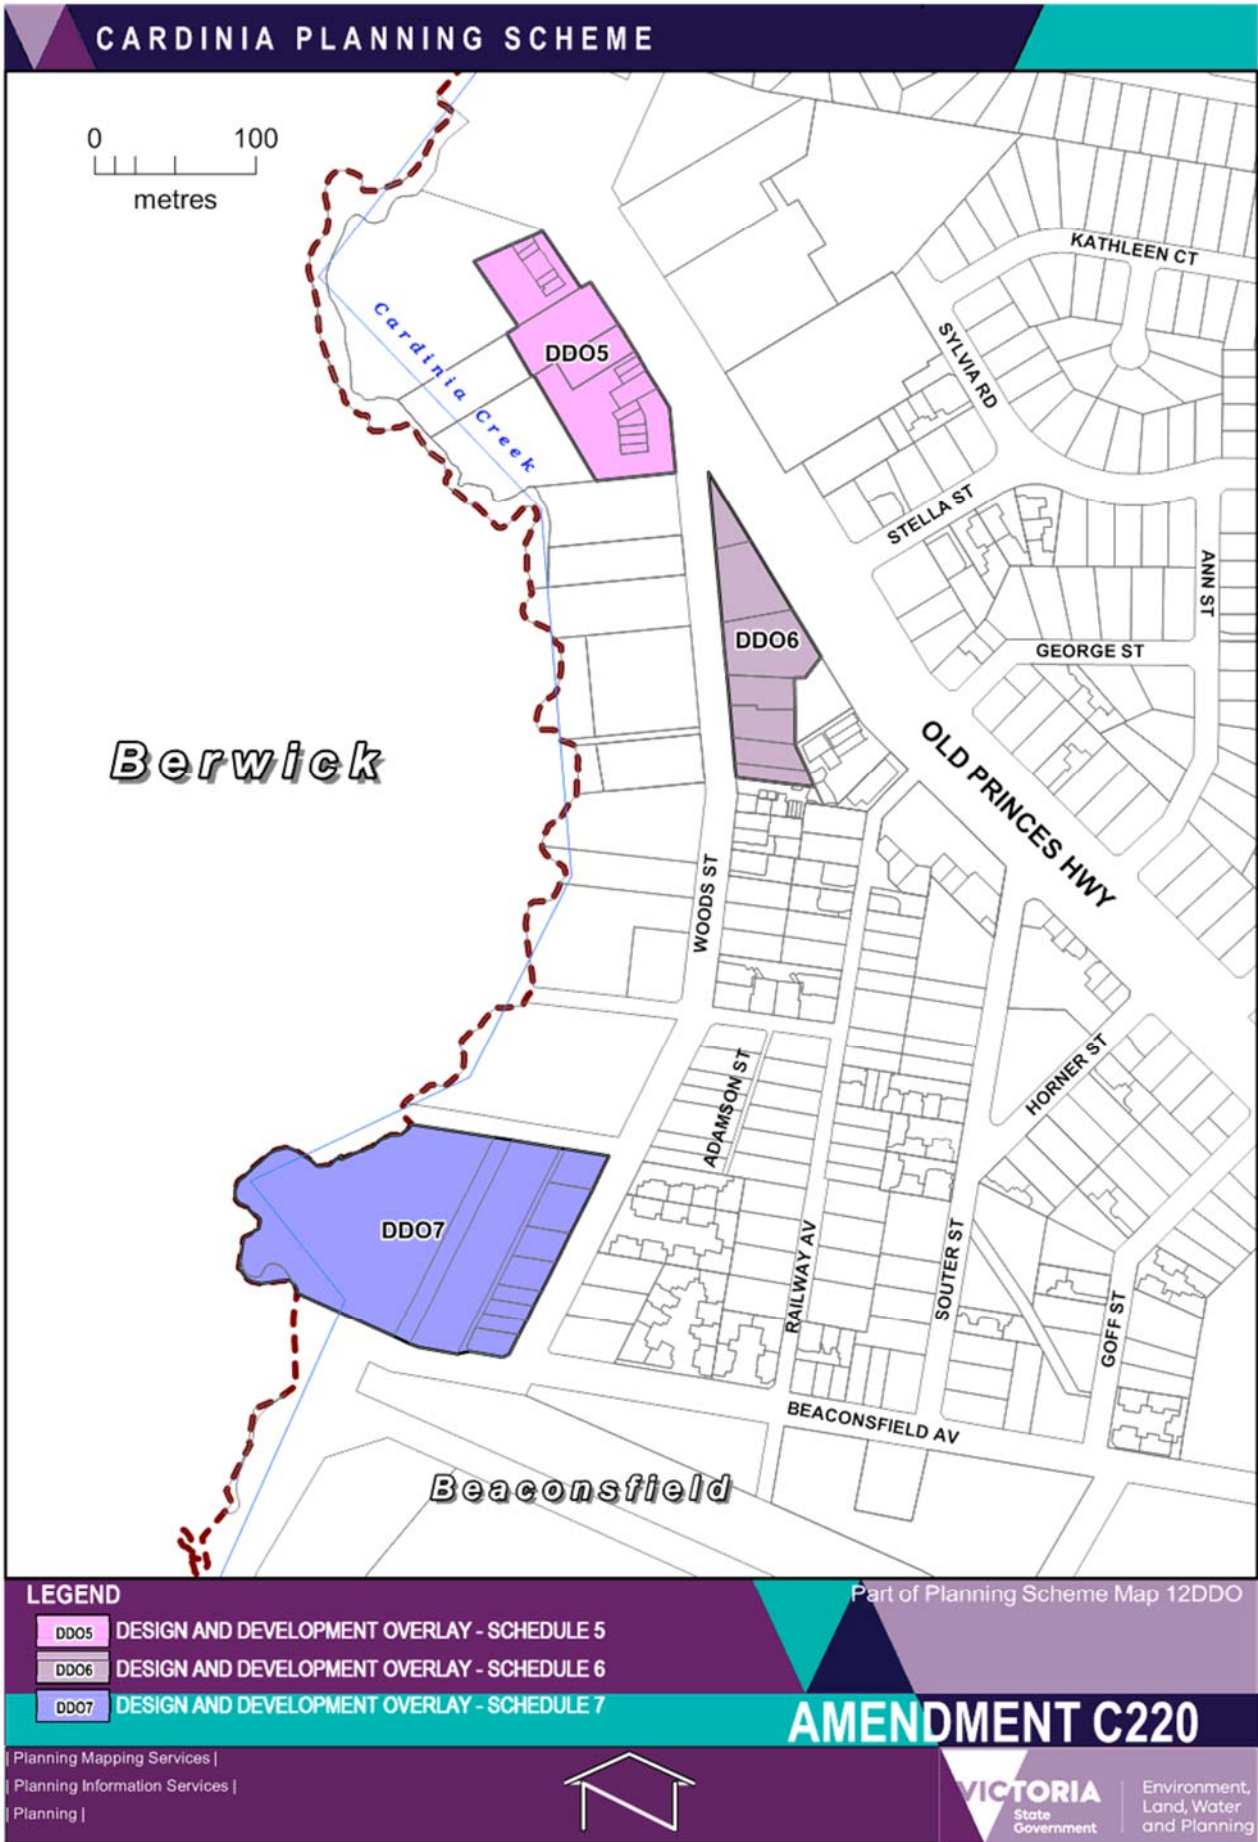 CARDINIA PLANNING SCHEME
0 100
metres
KATHLEEN CT
Cardinia Creek
SYLVIA RD
DDO5
STELLA ST
ANN ST
DDO6
GEORGE ST
OLD PRINCES HWY
Berwick
WOODS ST
HORNER ST
ADAMSON ST
DDO7
RAILWAY AV
SOUTER ST
GOFF ST
BEACONSFIELD AV
Beaconsfield
LEGEND
Part of Planning Scheme Map 12DDO
DDO5 DESIGN AND DEVELOPMENT OVERLAY - SCHEDULE 5
DDO6 DESIGN AND DEVELOPMENT OVERLAY - SCHEDULE 6
DDO7 DESIGN AND DEVELOPMENT OVERLAY - SCHEDULE 7
AMENDMENT C220
| Planning Mapping Services |
| Planning Information Services |
| Planning |
N
VICTORIA
State
Government
Environment,
Land, Water
and Planning